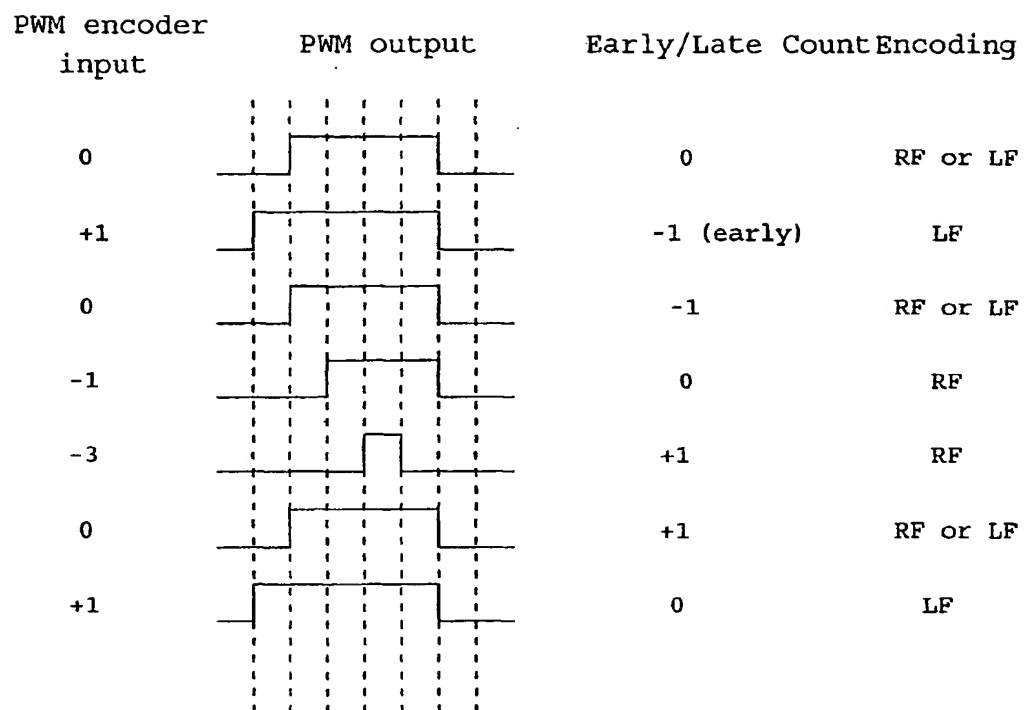 PWM encoder
input PWM output Early/Late Count Encoding
0 0 RF or LF
+1 -1 (early) LF
0 -1 RF or LF
-1 0 RF
-3 +1 RF
0 +1 RF or LF
+1 0 LF